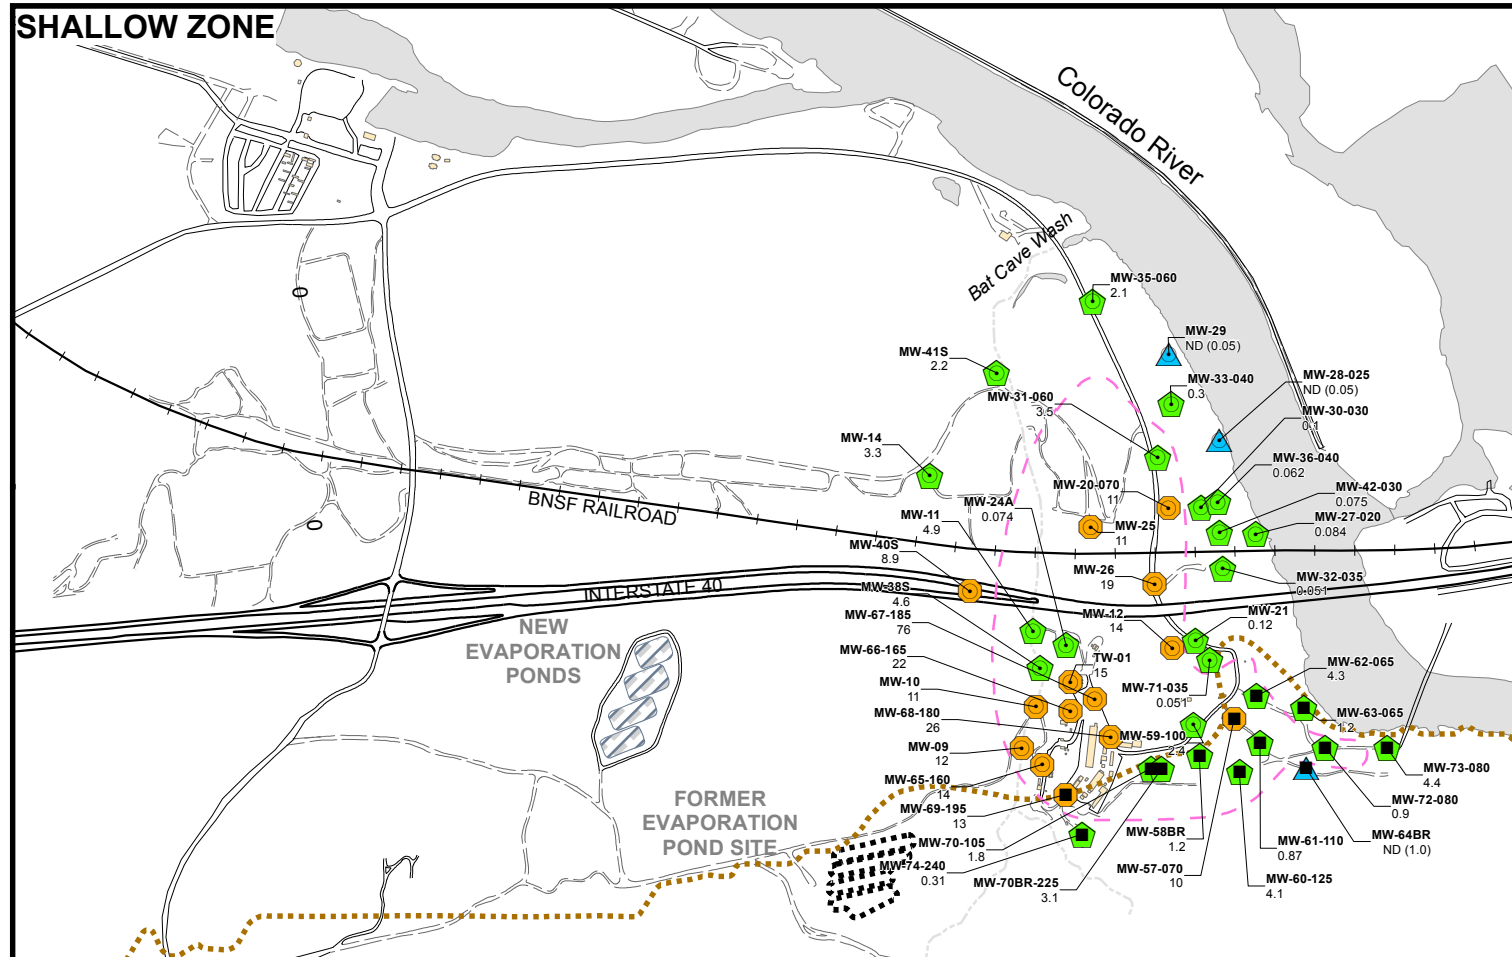 SHALLOW ZONE
Colorado River
Bat Cave Wash
MW-35-060
2.1
MW-29
ND (0.05)
MW-41S
2.2
MW-33-040
0.3
MW-28-025
ND (0.05)
MW-31-060
3.5
MW-30-030
0.1
MW-14
3.3
MW-36-040
0.062
MW-20-070
11
MW-42-030
0.075
MW-24A
0.074
MW-11
4.9
MW-25
11
MW-27-020
0.084
BNSF RAILROAD
MW-40S
8.9
MW-26
19
MW-32-035
0.051
INTERSTATE 40
MW-38S
4.6
MW-67-185
76
MW-12
14
MW-21
0.12
NEW
EVAPORATION
PONDS
MW-66-165
22
TW-01
15
MW-62-065
4.3
MW-10
11
MW-71-035
0.051
MW-63-065
1.2
MW-68-180
26
MW-59-100
2.4
MW-09
12
MW-73-080
4.4
MW-65-160
14
MW-72-080
0.9
FORMER
EVAPORATION
POND SITE
MW-69-195
13
MW-70-105
1.8
MW-58BR
1.2
MW-61-110
0.87
MW-64BR
ND (1.0)
MW-74-240
0.31
MW-70BR-225
3.1
MW-57-070
10
MW-60-125
4.1
0
0